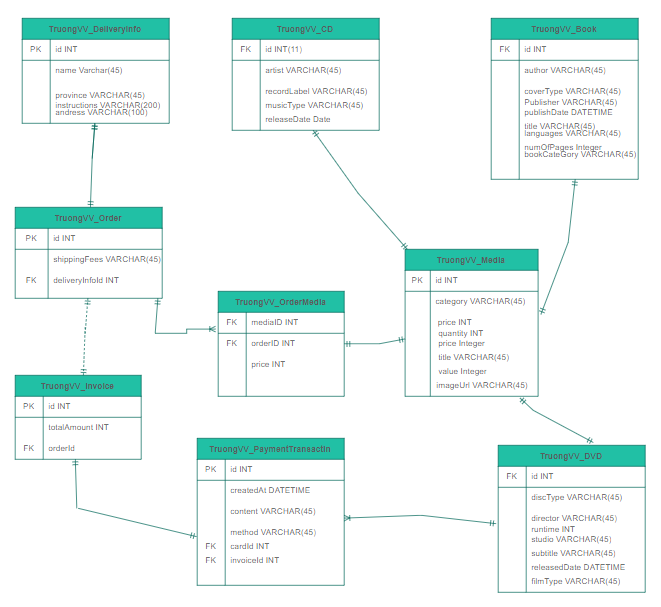 TruongVV_DeliveryInfo
PK id INT
name Varchar(45)
province VARCHAR(45)
instructions VARCHAR(200)
andress VARCHAR(100)
TruongVV_CD
FK id INT(11)
artist VARCHAR(45)
recordLabel VARCHAR(45)
musicType VARCHAR(45)
releaseDate Date
TruongVV_Book
FK id INT
author VARCHAR(45)
coverType VARCHAR(45)
Publisher VARCHAR(45)
publishDate DATETIME
title VARCHAR(45)
languages VARCHAR(45)
numOfPages Integer
bookCateGory VARCHAR(45)
TruongVV_Order
PK id INT
shippingFees VARCHAR(45)
FK deliveryInfoId INT
TruongVV_OrderMedia
FK mediaID INT
FK orderID INT
price INT
TruongVV_Media
PK id INT
category VARCHAR(45)
price INT
quantity INT
price Integer
title VARCHAR(45)
value Integer
imageUrl VARCHAR(45)
TruongVV_Invoice
PK id INT
totalAmount INT
FK orderId
TruongVV_PaymentTransactin
PK id INT
createdAt DATETIME
content VARCHAR(45)
method VARCHAR(45)
FK cardId INT
FK invoiceId INT
TruongVV_DVD
FK id INT
discType VARCHAR(45)
director VARCHAR(45)
runtime INT
studio VARCHAR(45)
subtitle VARCHAR(45)
releasedDate DATETIME
filmType VARCHAR(45)